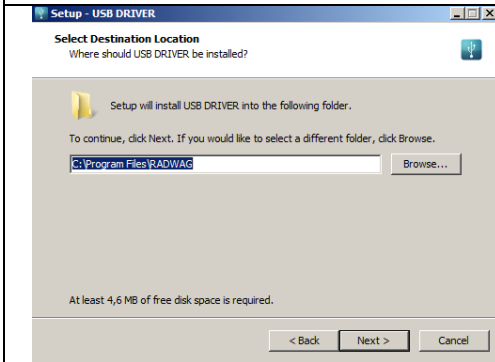 Setup - USB DRIVER
Select Destination Location
Where should USB DRIVER be installed?
Setup will install USB DRIVER into the following folder.
To continue, click Next. If you would like to select a different folder, click Browse.
C:\Program Files\RADWAG
Browse...
At least 4,6 MB of free disk space is required.
< Back
Next >
Cancel